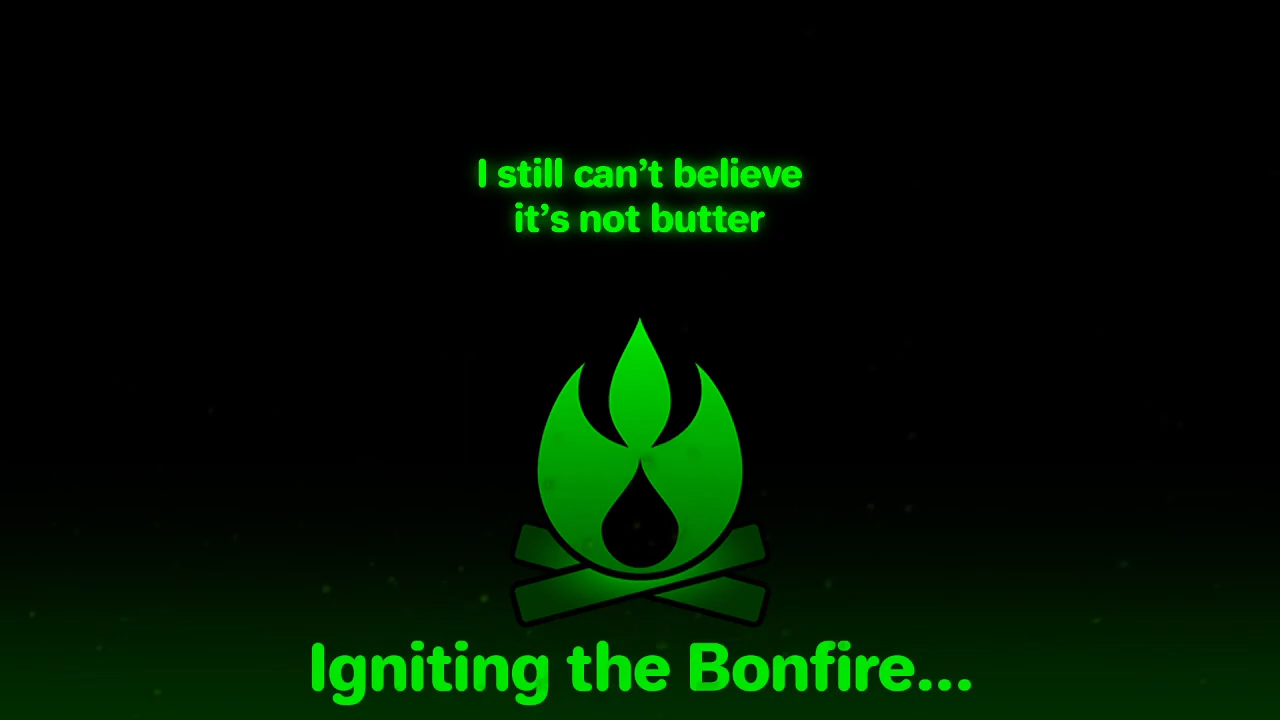 I still can’t believe
it’s not butter
Igniting the Bonfire...